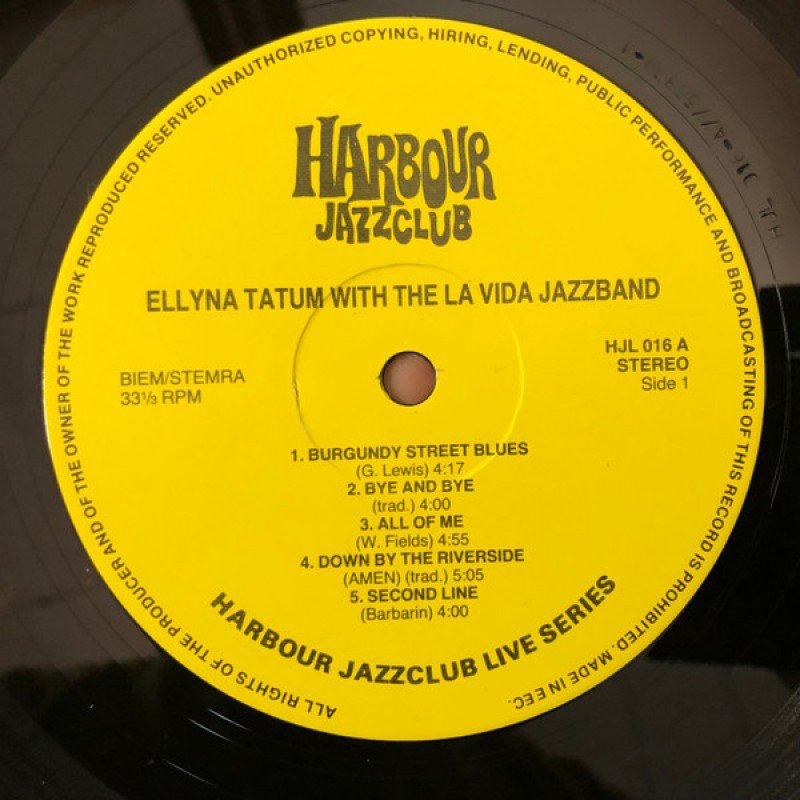 ALL RIGHTS OF THE PRODUCER AND OF THE OWNER OF THE WORK REPRODUCED RESERVED. UNAUTHORIZED COPYING, HIRING, LENDING, PUBLIC PERFORMANCE AND BROADCASTING OF THIS RECORD IS PROHIBITED. MADE IN EEC.
HARBOUR
JAZZCLUB
ELLYNA TATUM WITH THE LA VIDA JAZZBAND
BIEM/STEMRA
33⅓ RPM
HJL 016 A
STEREO
Side 1
1. BURGUNDY STREET BLUES
(G. Lewis) 4:17
2. BYE AND BYE
(trad.) 4:00
3. ALL OF ME
(W. Fields) 4:55
4. DOWN BY THE RIVERSIDE
(AMEN) (trad.) 5:05
5. SECOND LINE
(Barbarin) 4:00
HARBOUR JAZZCLUB LIVE SERIES